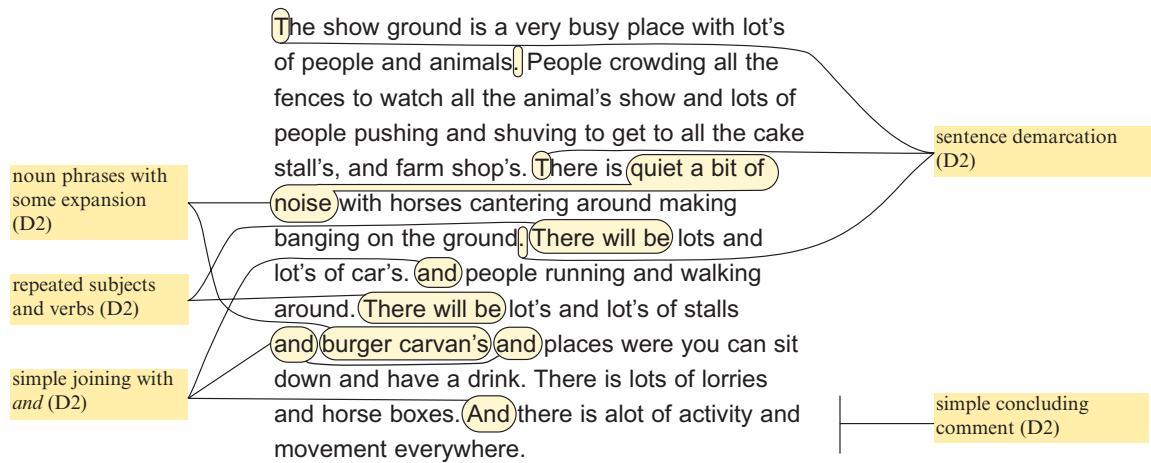 The show ground is a very busy place with lot's
of people and animals. People crowding all the
fences to watch all the animal's show and lots of
people pushing and shuving to get to all the cake
stall's, and farm shop's. There is quiet a bit of
noise with horses cantering around making
banging on the ground. There will be lots and
lot's of car's. and people running and walking
around. There will be lot's and lot's of stalls
and burger carvan's and places were you can sit
down and have a drink. There is lots of lorries
and horse boxes. And there is alot of activity and
movement everywhere.
noun phrases with
some expansion
(D2)
repeated subjects
and verbs (D2)
simple joining with
and (D2)
sentence demarcation
(D2)
simple concluding
comment (D2)